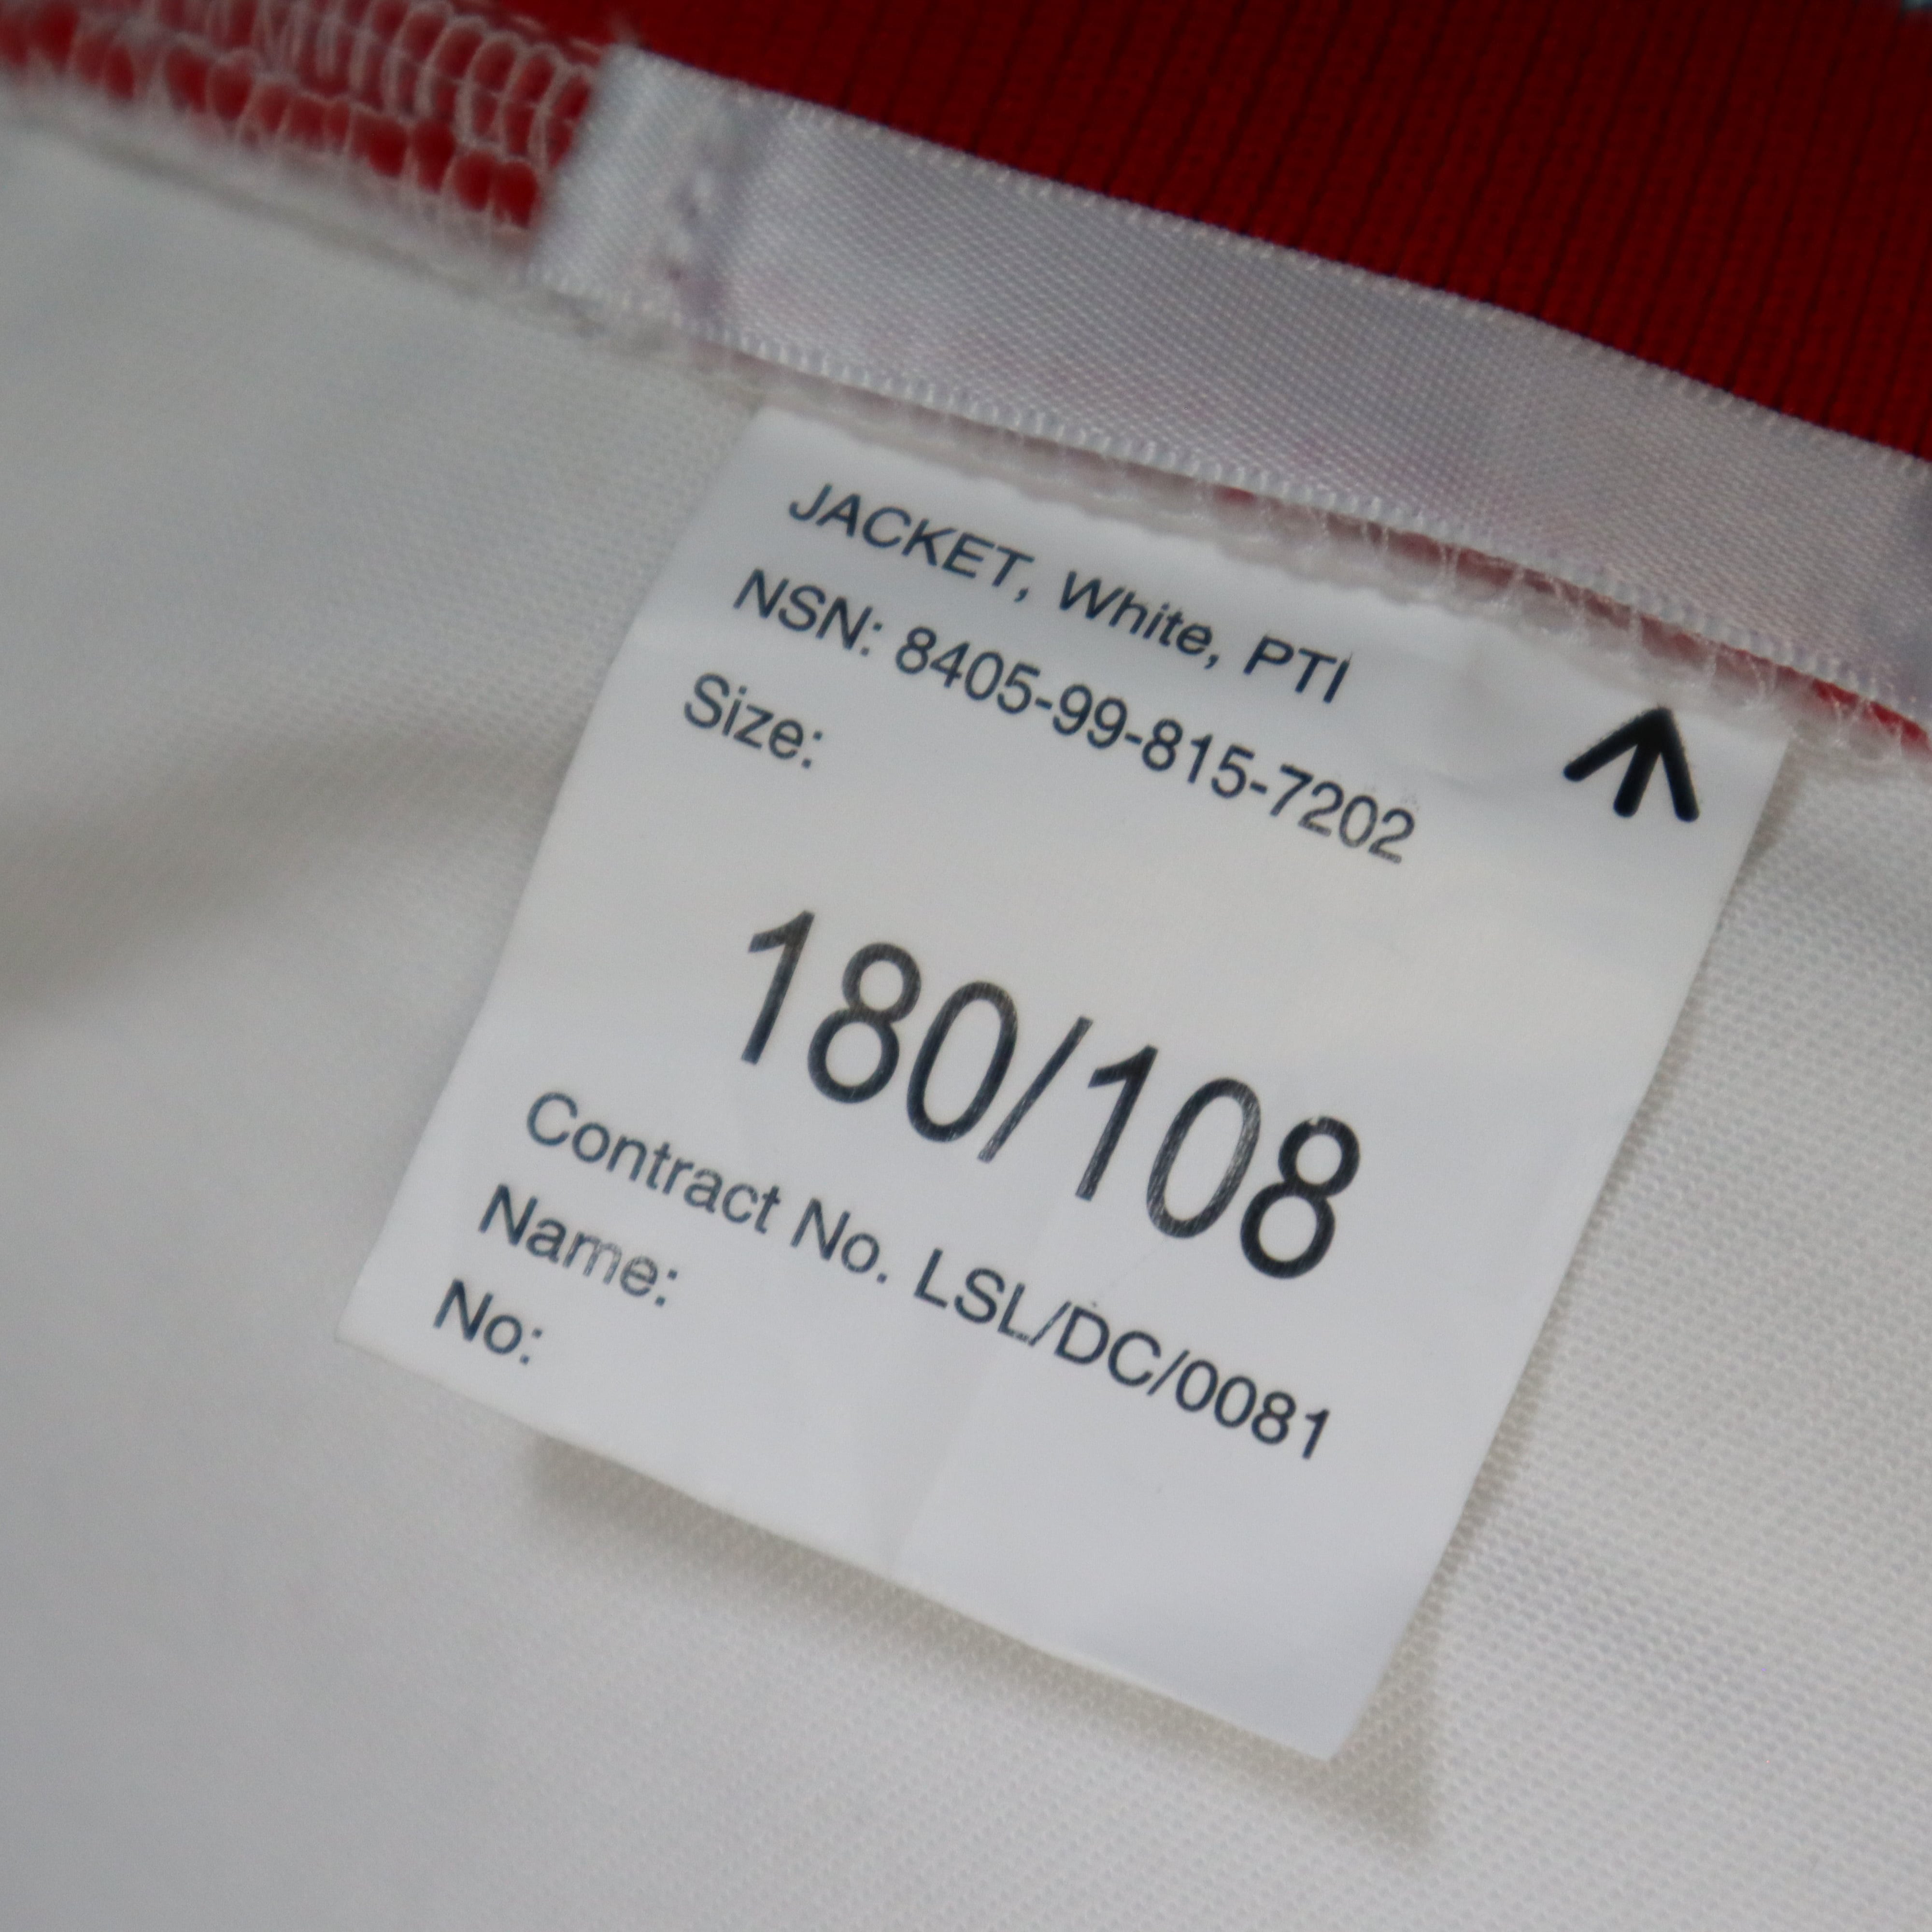 JACKET, White, PTI
NSN: 8405-99-815-7202
Size:
180/108
Contract No. LSL/DC/0081
Name:
No: